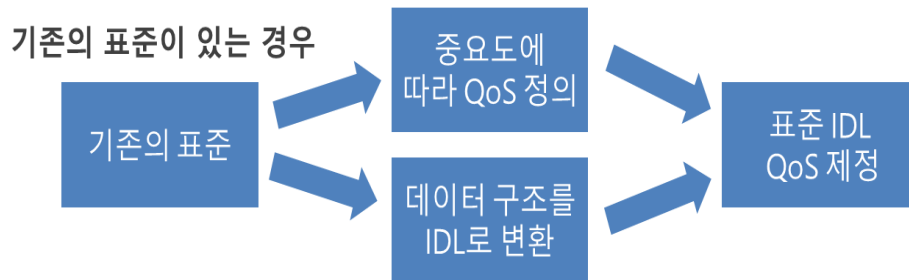 기존의 표준이 있는 경우
기존의 표준
중요도에
따라 QoS 정의
데이터 구조를
IDL로 변환
표준 IDL
QoS 제정